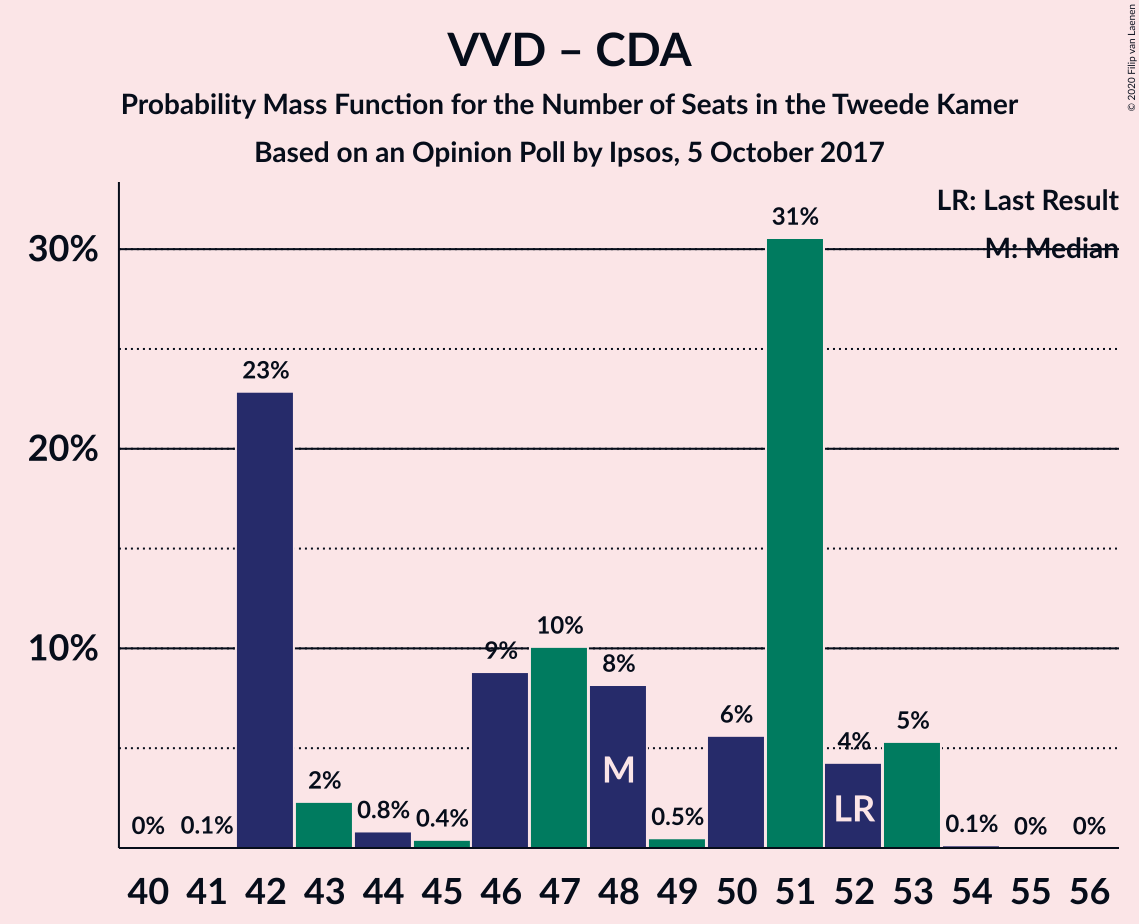 VVD – CDA
Probability Mass Function for the Number of Seats in the Tweede Kamer
Based on an Opinion Poll by Ipsos, 5 October 2017
© 2020 Filip van Laenen
LR: Last Result
M: Median
30%
20%
10%
0% 0.1% 23% 2% 0.8% 0.4% 9% 10% 8% 0.5% 6% 31% 4% 5% 0.1% 0% 0%
M LR
40 41 42 43 44 45 46 47 48 49 50 51 52 53 54 55 56